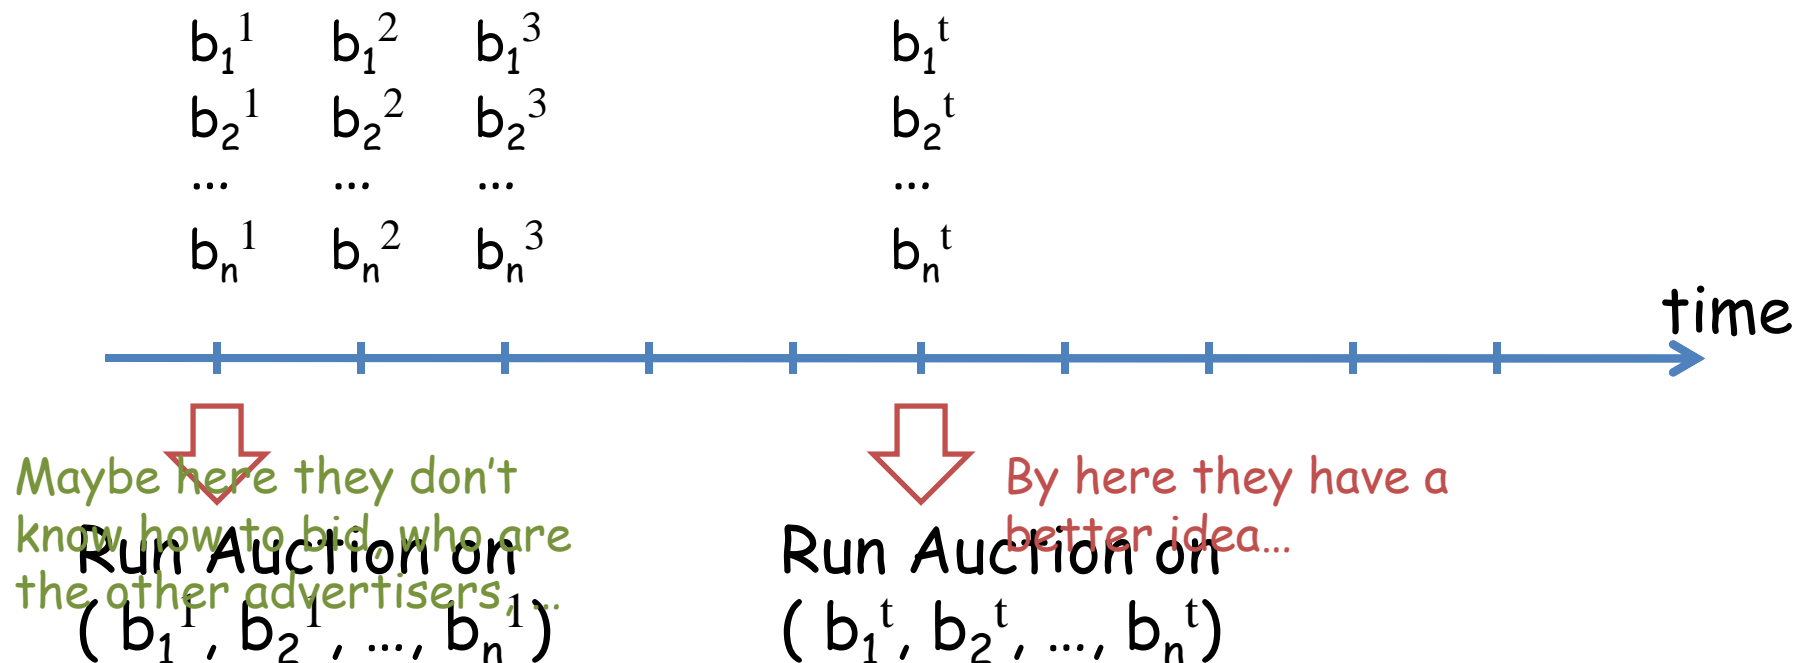 b₁¹ b₁² b₁³ b₁ᵗ
b₂¹ b₂² b₂³ b₂ᵗ
... ... ... ...
bₙ¹ bₙ² bₙ³ bₙᵗ
time
Maybe here they don't
know how to bid, who are
the other advertisers, ...
Run Auction on
( b₁¹, b₂¹, ..., bₙ¹)
By here they have a
better idea...
Run Auction on
( b₁ᵗ, b₂ᵗ, ..., bₙᵗ)